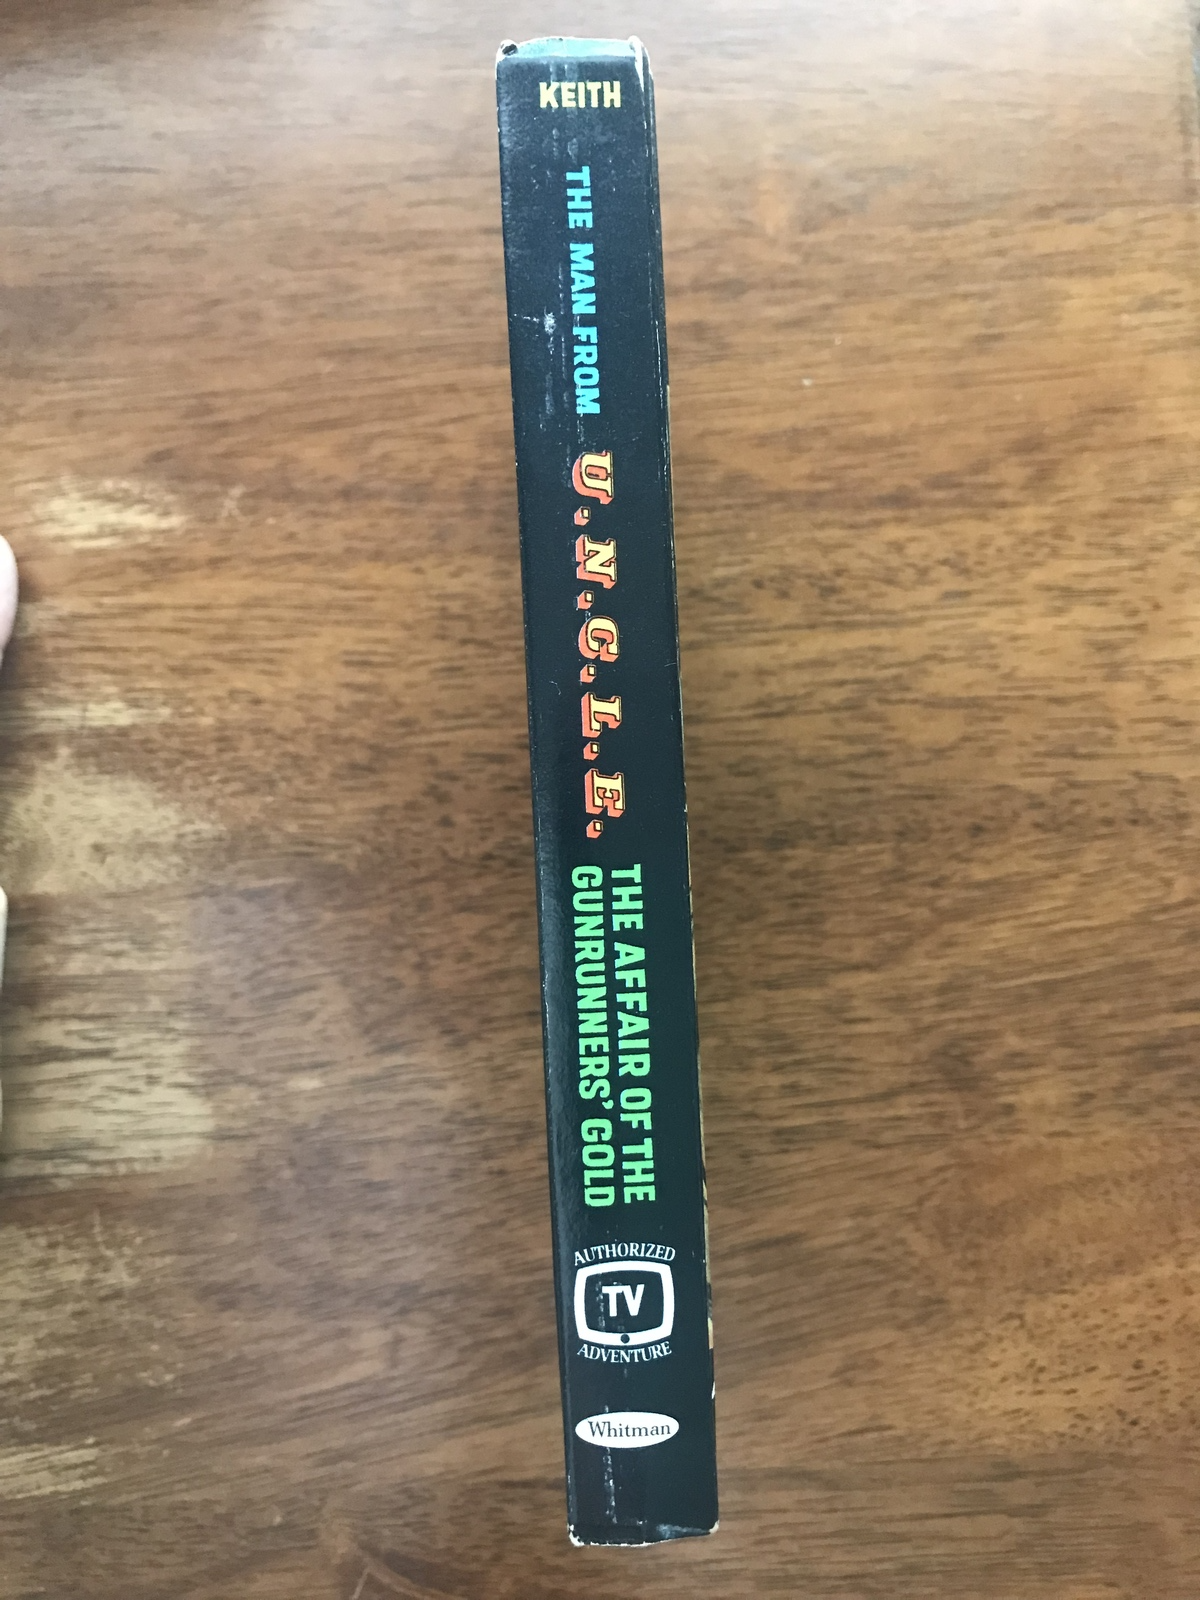 KEITH
THE MAN FROM
U.N.C.L.E.
THE AFFAIR OF THE
GUNRUNNERS' GOLD
AUTHORIZED
TV
ADVENTURE
Whitman